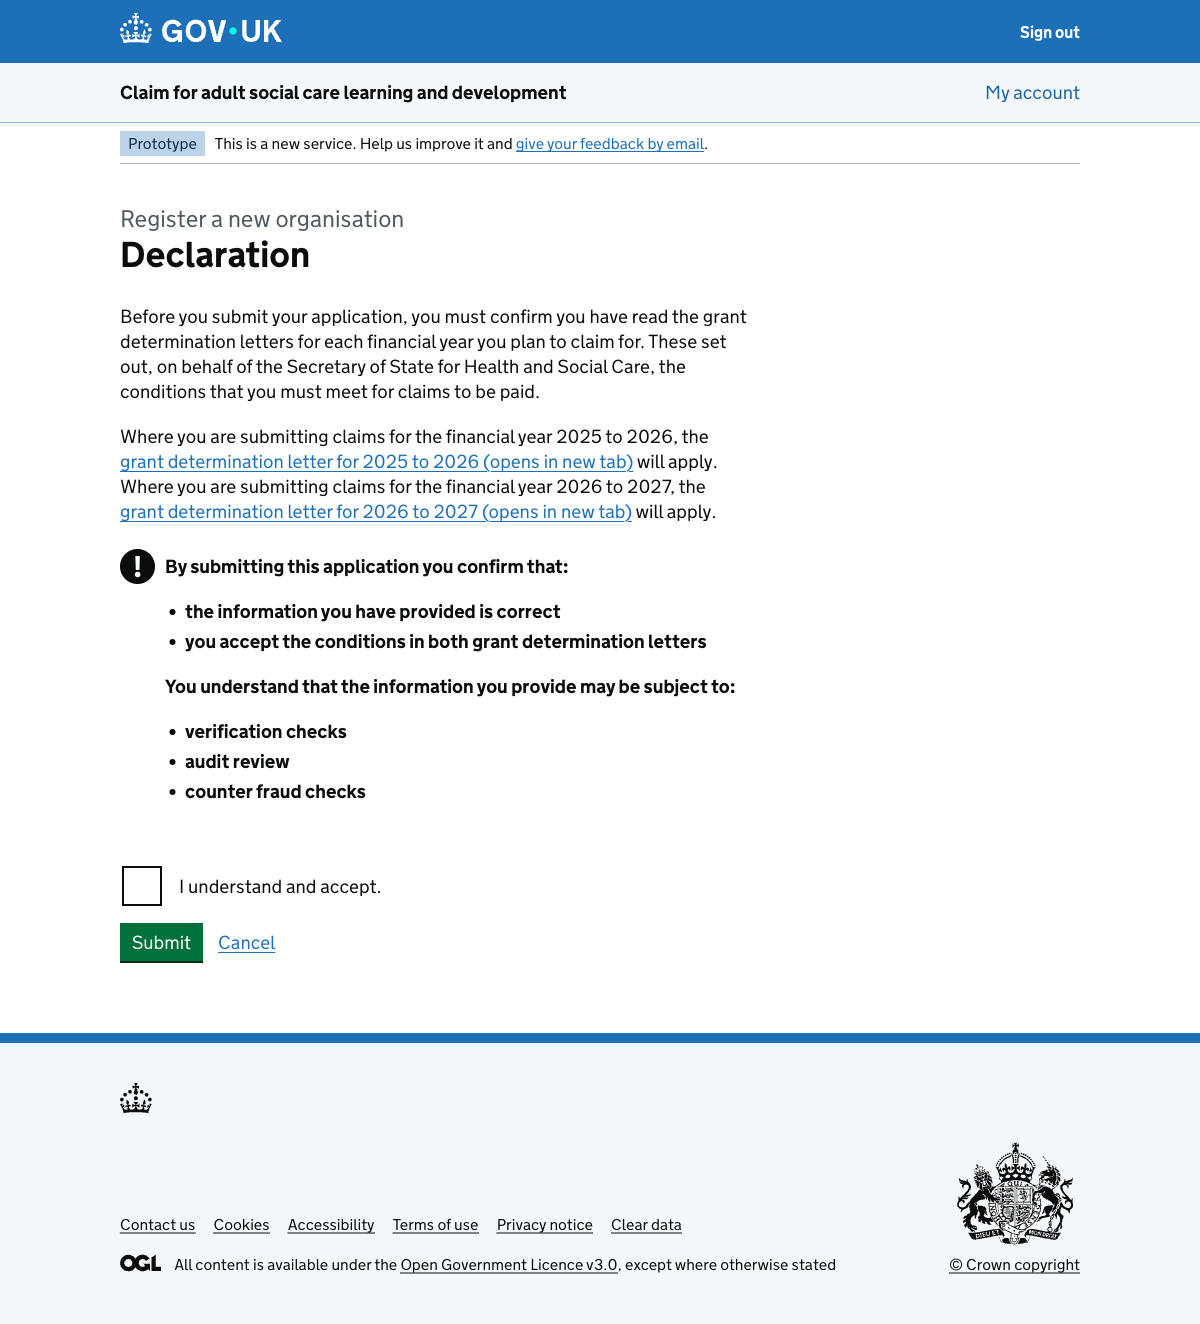 GOV·UK
Sign out
Claim for adult social care learning and development
My account
Prototype
This is a new service. Help us improve it and give your feedback by email.
Register a new organisation
Declaration
Before you submit your application, you must confirm you have read the grant
determination letters for each financial year you plan to claim for. These set
out, on behalf of the Secretary of State for Health and Social Care, the
conditions that you must meet for claims to be paid.
Where you are submitting claims for the financial year 2025 to 2026, the
grant determination letter for 2025 to 2026 (opens in new tab) will apply.
Where you are submitting claims for the financial year 2026 to 2027, the
grant determination letter for 2026 to 2027 (opens in new tab) will apply.
! By submitting this application you confirm that:
• the information you have provided is correct
• you accept the conditions in both grant determination letters
You understand that the information you provide may be subject to:
• verification checks
• audit review
• counter fraud checks
I understand and accept.
Submit
Cancel
Contact us
Cookies
Accessibility
Terms of use
Privacy notice
Clear data
OGL
All content is available under the Open Government Licence v3.0, except where otherwise stated
© Crown copyright